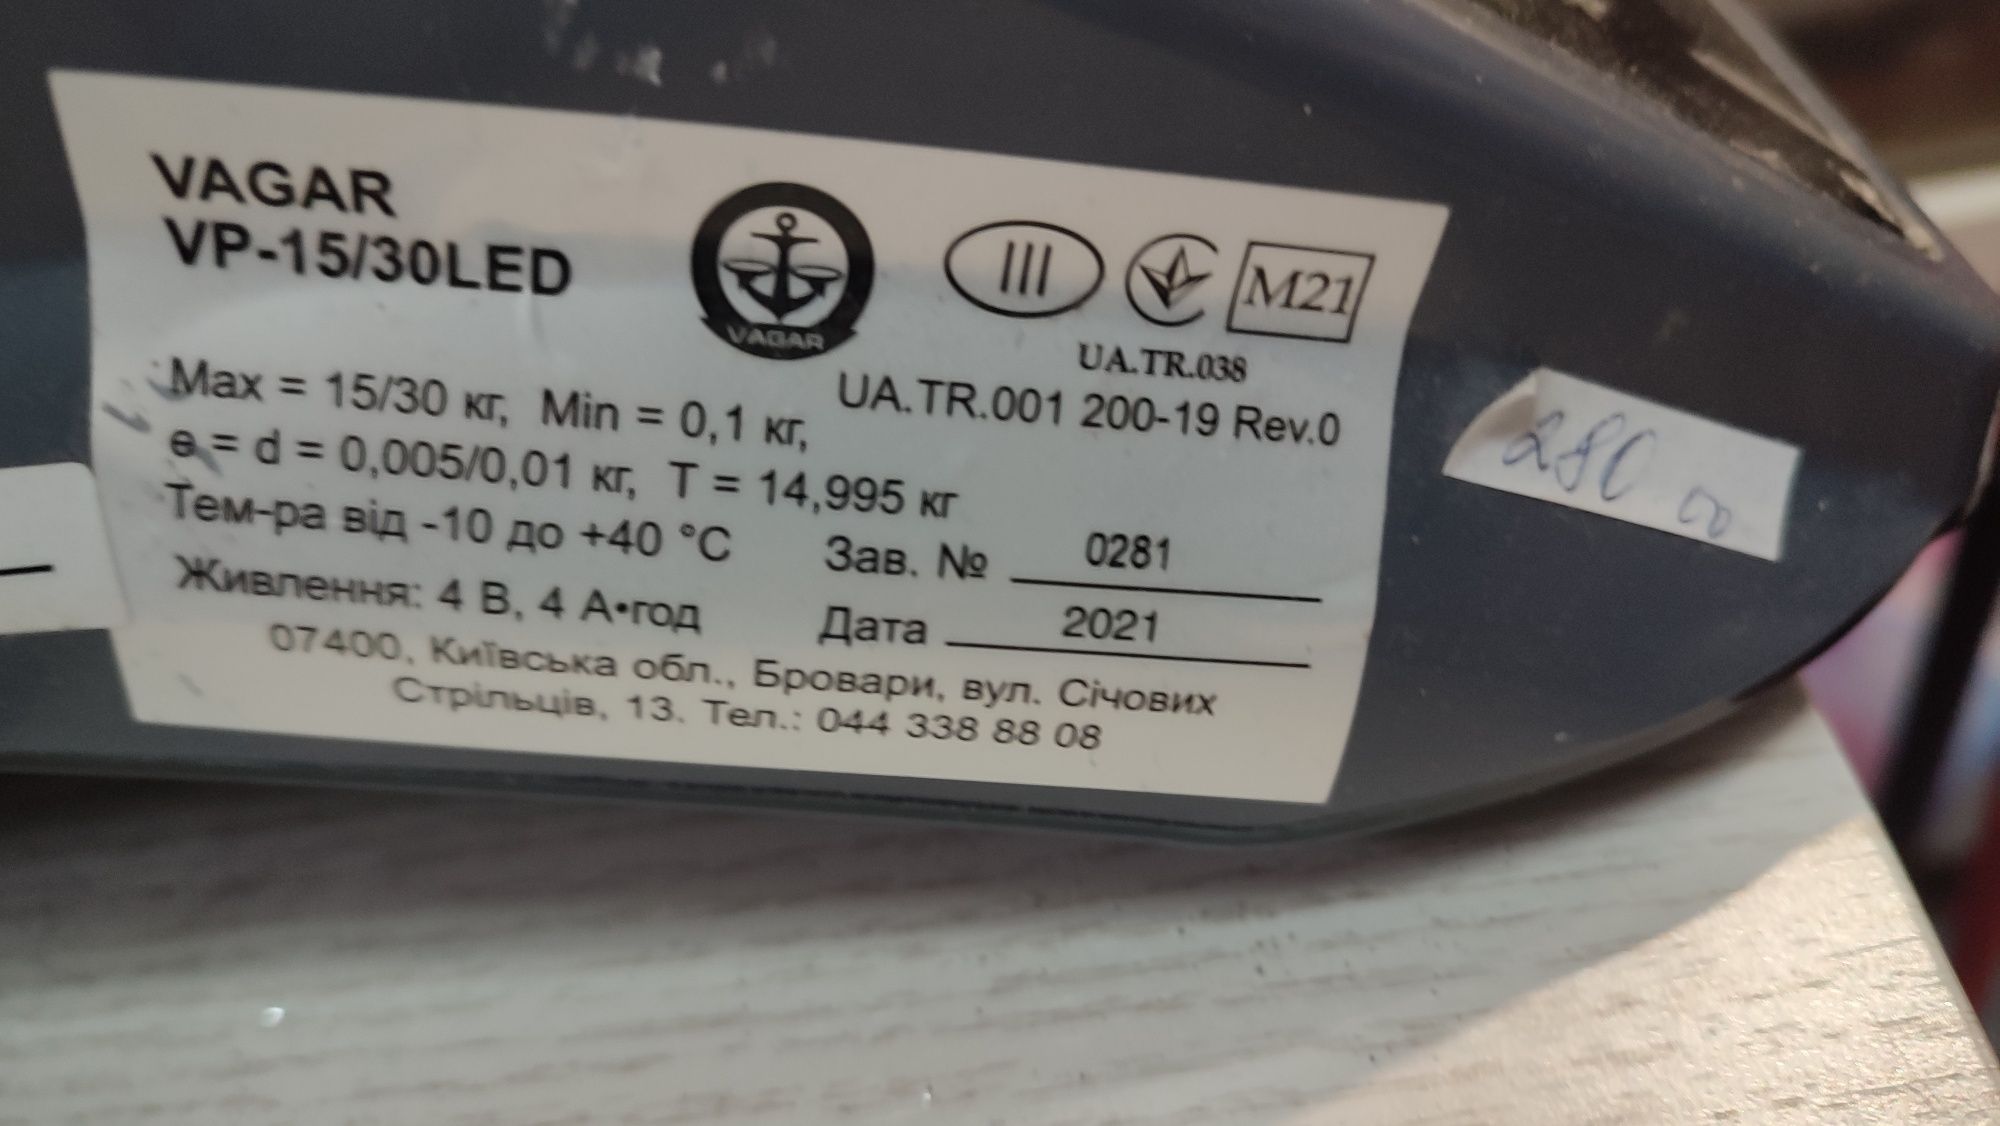 VAGAR
VP-15/30LED
VAGAR
III
M21
UA.TR.038
UA.TR.001 200-19 Rev.0
Max = 15/30 кг, Min = 0,1 кг,
e = d = 0,005/0,01 кг, T = 14,995 кг
Тем-ра від -10 до +40 °C
Зав. № 0281
Живлення: 4 В, 4 А•год
Дата 2021
07400, Київська обл., Бровари, вул. Січових
Стрільців, 13. Тел.: 044 338 88 08